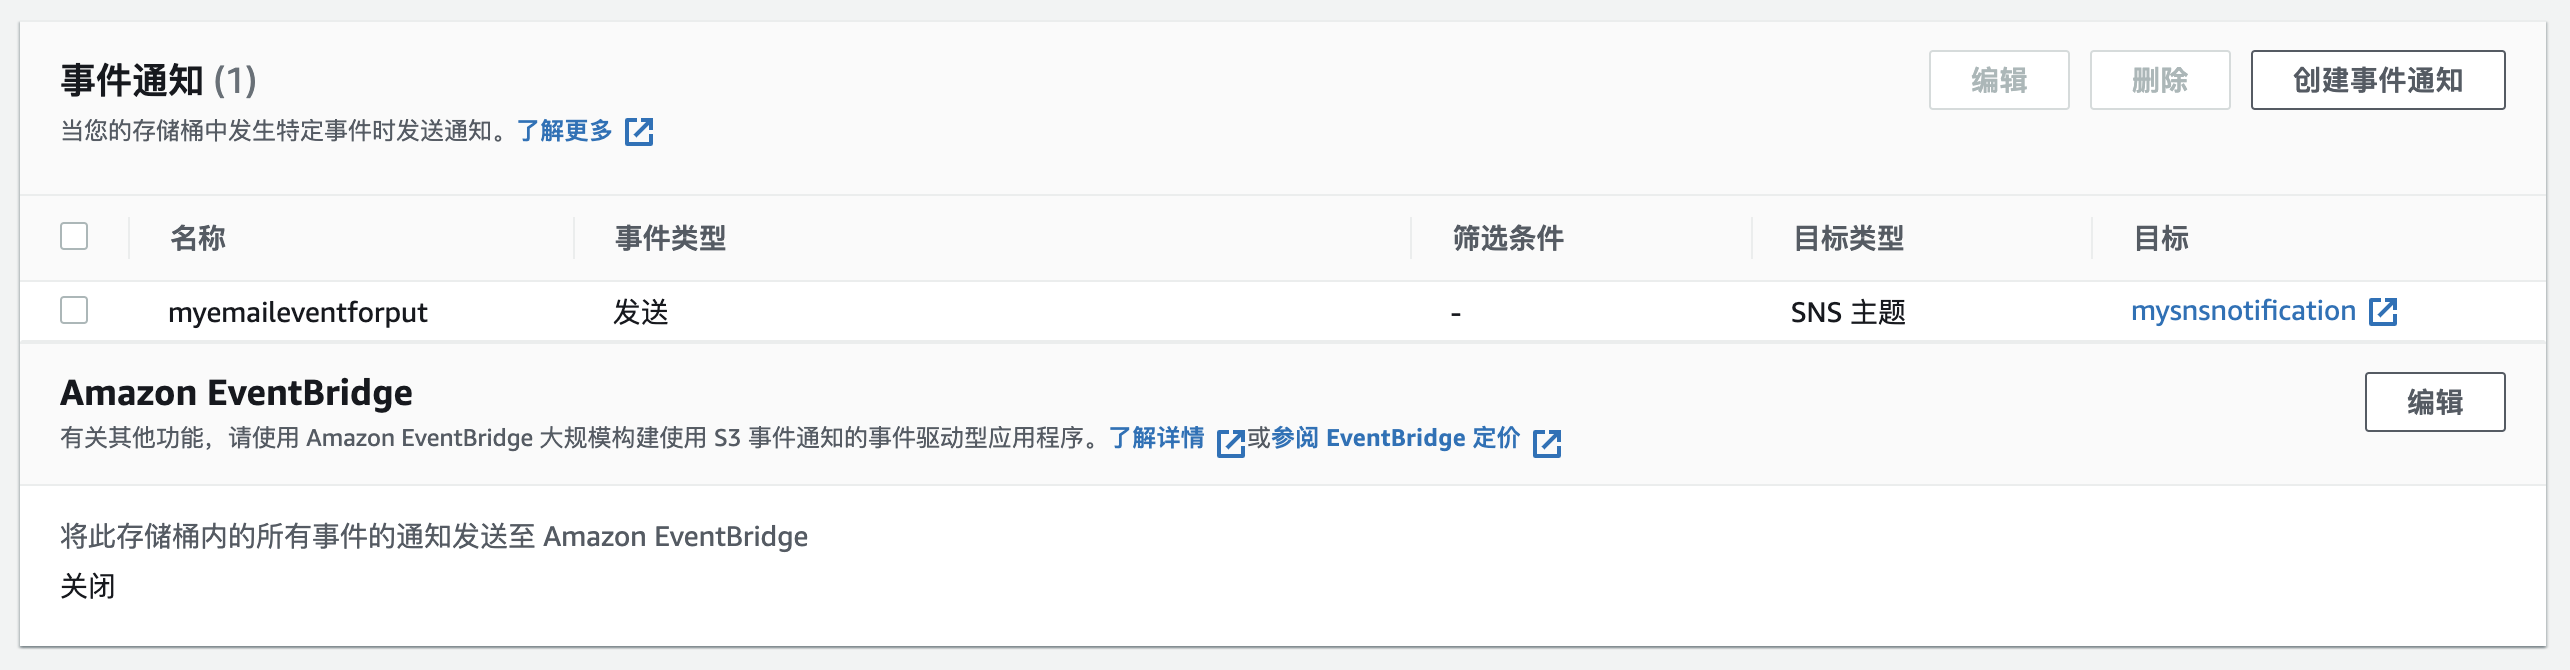 事件通知 (1)
编辑
删除
创建事件通知
当您的存储桶中发生特定事件时发送通知。了解更多
名称
事件类型
筛选条件
目标类型
目标
myemaileventforput
发送
-
SNS 主题
mysnsnotification
Amazon EventBridge
编辑
有关其他功能，请使用 Amazon EventBridge 大规模构建使用 S3 事件通知的事件驱动型应用程序。了解详情 或参阅 EventBridge 定价
将此存储桶内的所有事件的通知发送至 Amazon EventBridge
关闭